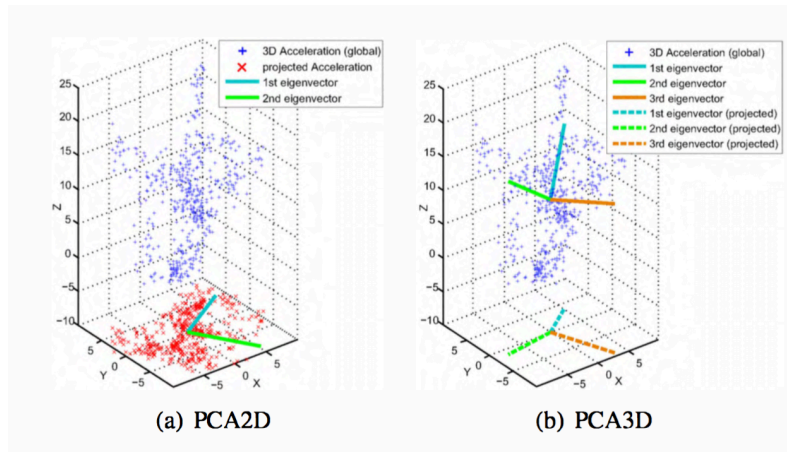 3D Acceleration (global)
projected Acceleration
1st eigenvector
2nd eigenvector
25
20
15
10
5
0
−5
−10
Z
5
0
−5
Y
−5
0
5
X
(a) PCA2D
3D Acceleration (global)
1st eigenvector
2nd eigenvector
3rd eigenvector
1st eigenvector (projected)
2nd eigenvector (projected)
3rd eigenvector (projected)
25
20
15
10
5
0
−5
−10
Z
5
0
−5
Y
−5
0
5
X
(b) PCA3D